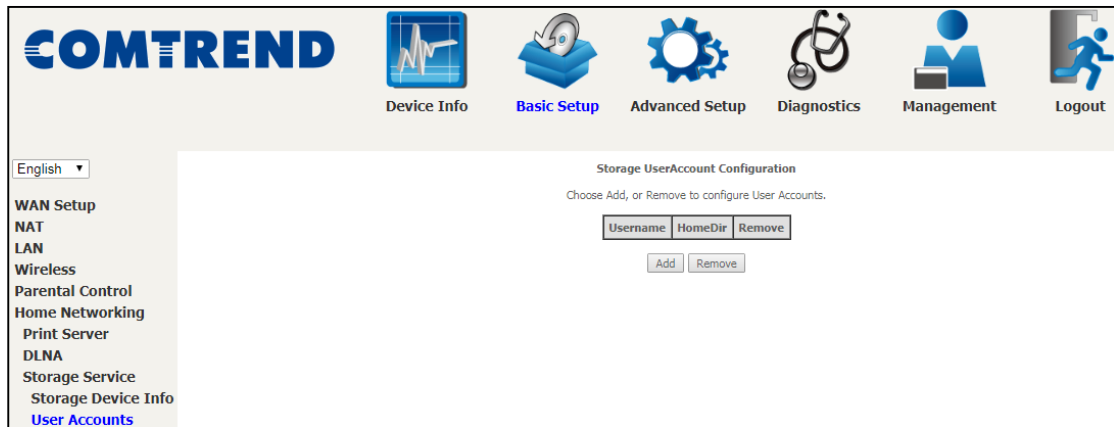 COMTREND
Device Info
Basic Setup
Advanced Setup
Diagnostics
Management
Logout
English
WAN Setup
NAT
LAN
Wireless
Parental Control
Home Networking
Print Server
DLNA
Storage Service
Storage Device Info
User Accounts
Storage UserAccount Configuration
Choose Add, or Remove to configure User Accounts.
Username HomeDir Remove
Add Remove